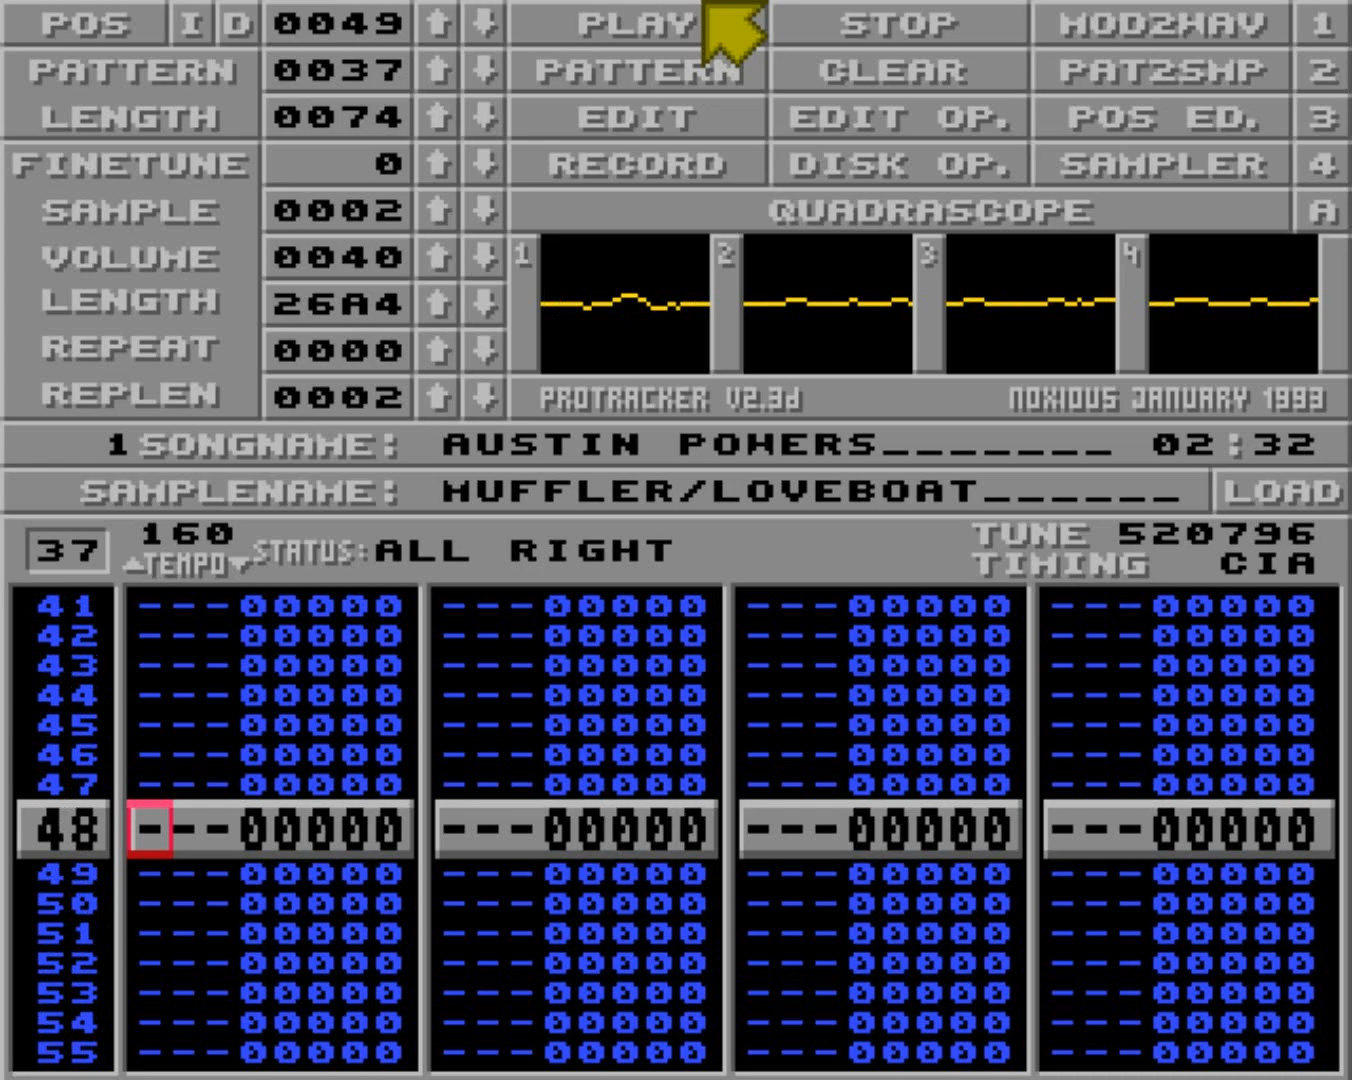 POS I D 0049 PLAY STOP MOD2WAV 1
PATTERN 0037 PATTERN CLEAR PAT2SMP 2
LENGTH 0074 EDIT EDIT OP. POS ED. 3
FINETUNE 0 RECORD DISK OP. SAMPLER 4
SAMPLE 0002 QUADRASCOPE A
VOLUME 0040 1 2 3 4
LENGTH 26A4
REPEAT 0000
REPLEN 0002 PROTRACKER V2.3d NOXIOUS JANUARY 1993
1 SONGNAME: AUSTIN POWERS_______ 02:32
SAMPLENAME: MUFFLER/LOVEBOAT______ LOAD
37 160 TEMPO STATUS: ALL RIGHT TUNE 520796
TIMING CIA
41 ---00000 ---00000 ---00000 ---00000
42 ---00000 ---00000 ---00000 ---00000
43 ---00000 ---00000 ---00000 ---00000
44 ---00000 ---00000 ---00000 ---00000
45 ---00000 ---00000 ---00000 ---00000
46 ---00000 ---00000 ---00000 ---00000
47 ---00000 ---00000 ---00000 ---00000
48 ---00000 ---00000 ---00000 ---00000
49 ---00000 ---00000 ---00000 ---00000
50 ---00000 ---00000 ---00000 ---00000
51 ---00000 ---00000 ---00000 ---00000
52 ---00000 ---00000 ---00000 ---00000
53 ---00000 ---00000 ---00000 ---00000
54 ---00000 ---00000 ---00000 ---00000
55 ---00000 ---00000 ---00000 ---00000